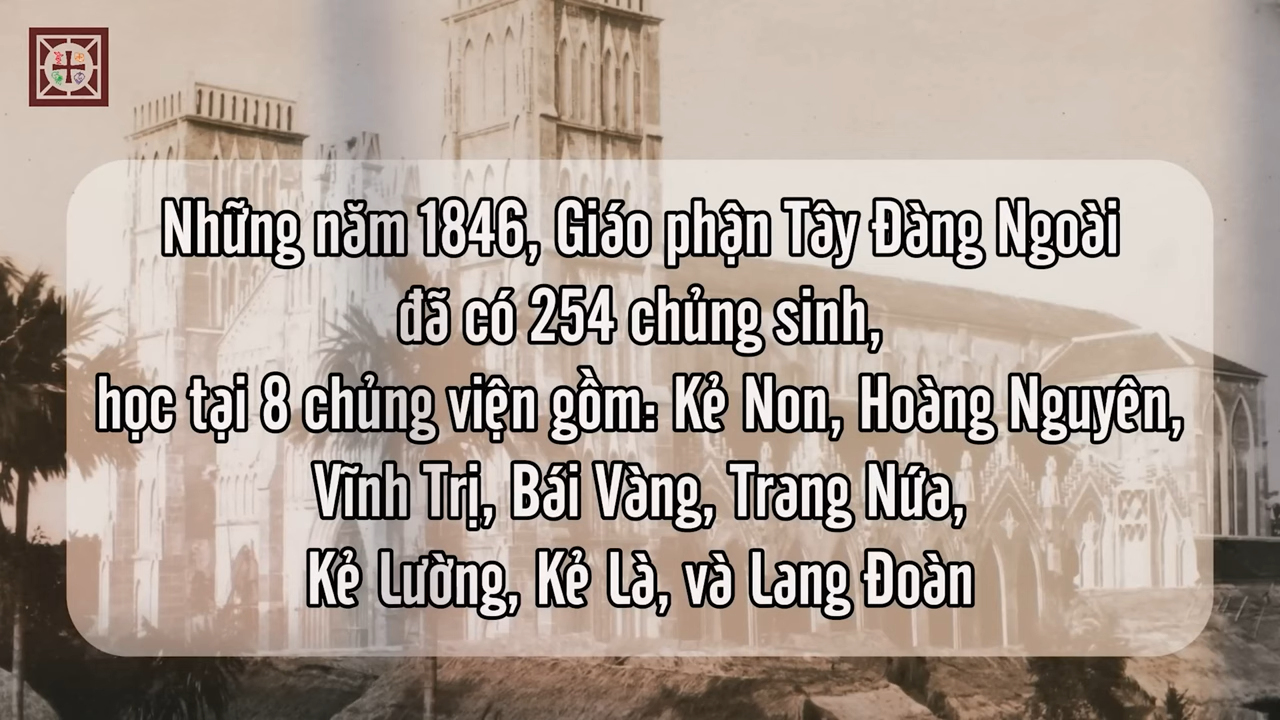 Những năm 1846, Giáo phận Tây Đàng Ngoài
đã có 254 chủng sinh,
học tại 8 chủng viện gồm: Kẻ Non, Hoàng Nguyên,
Vĩnh Trị, Bái Vàng, Trang Nứa,
Kẻ Lường, Kẻ Là, và Lang Đoàn